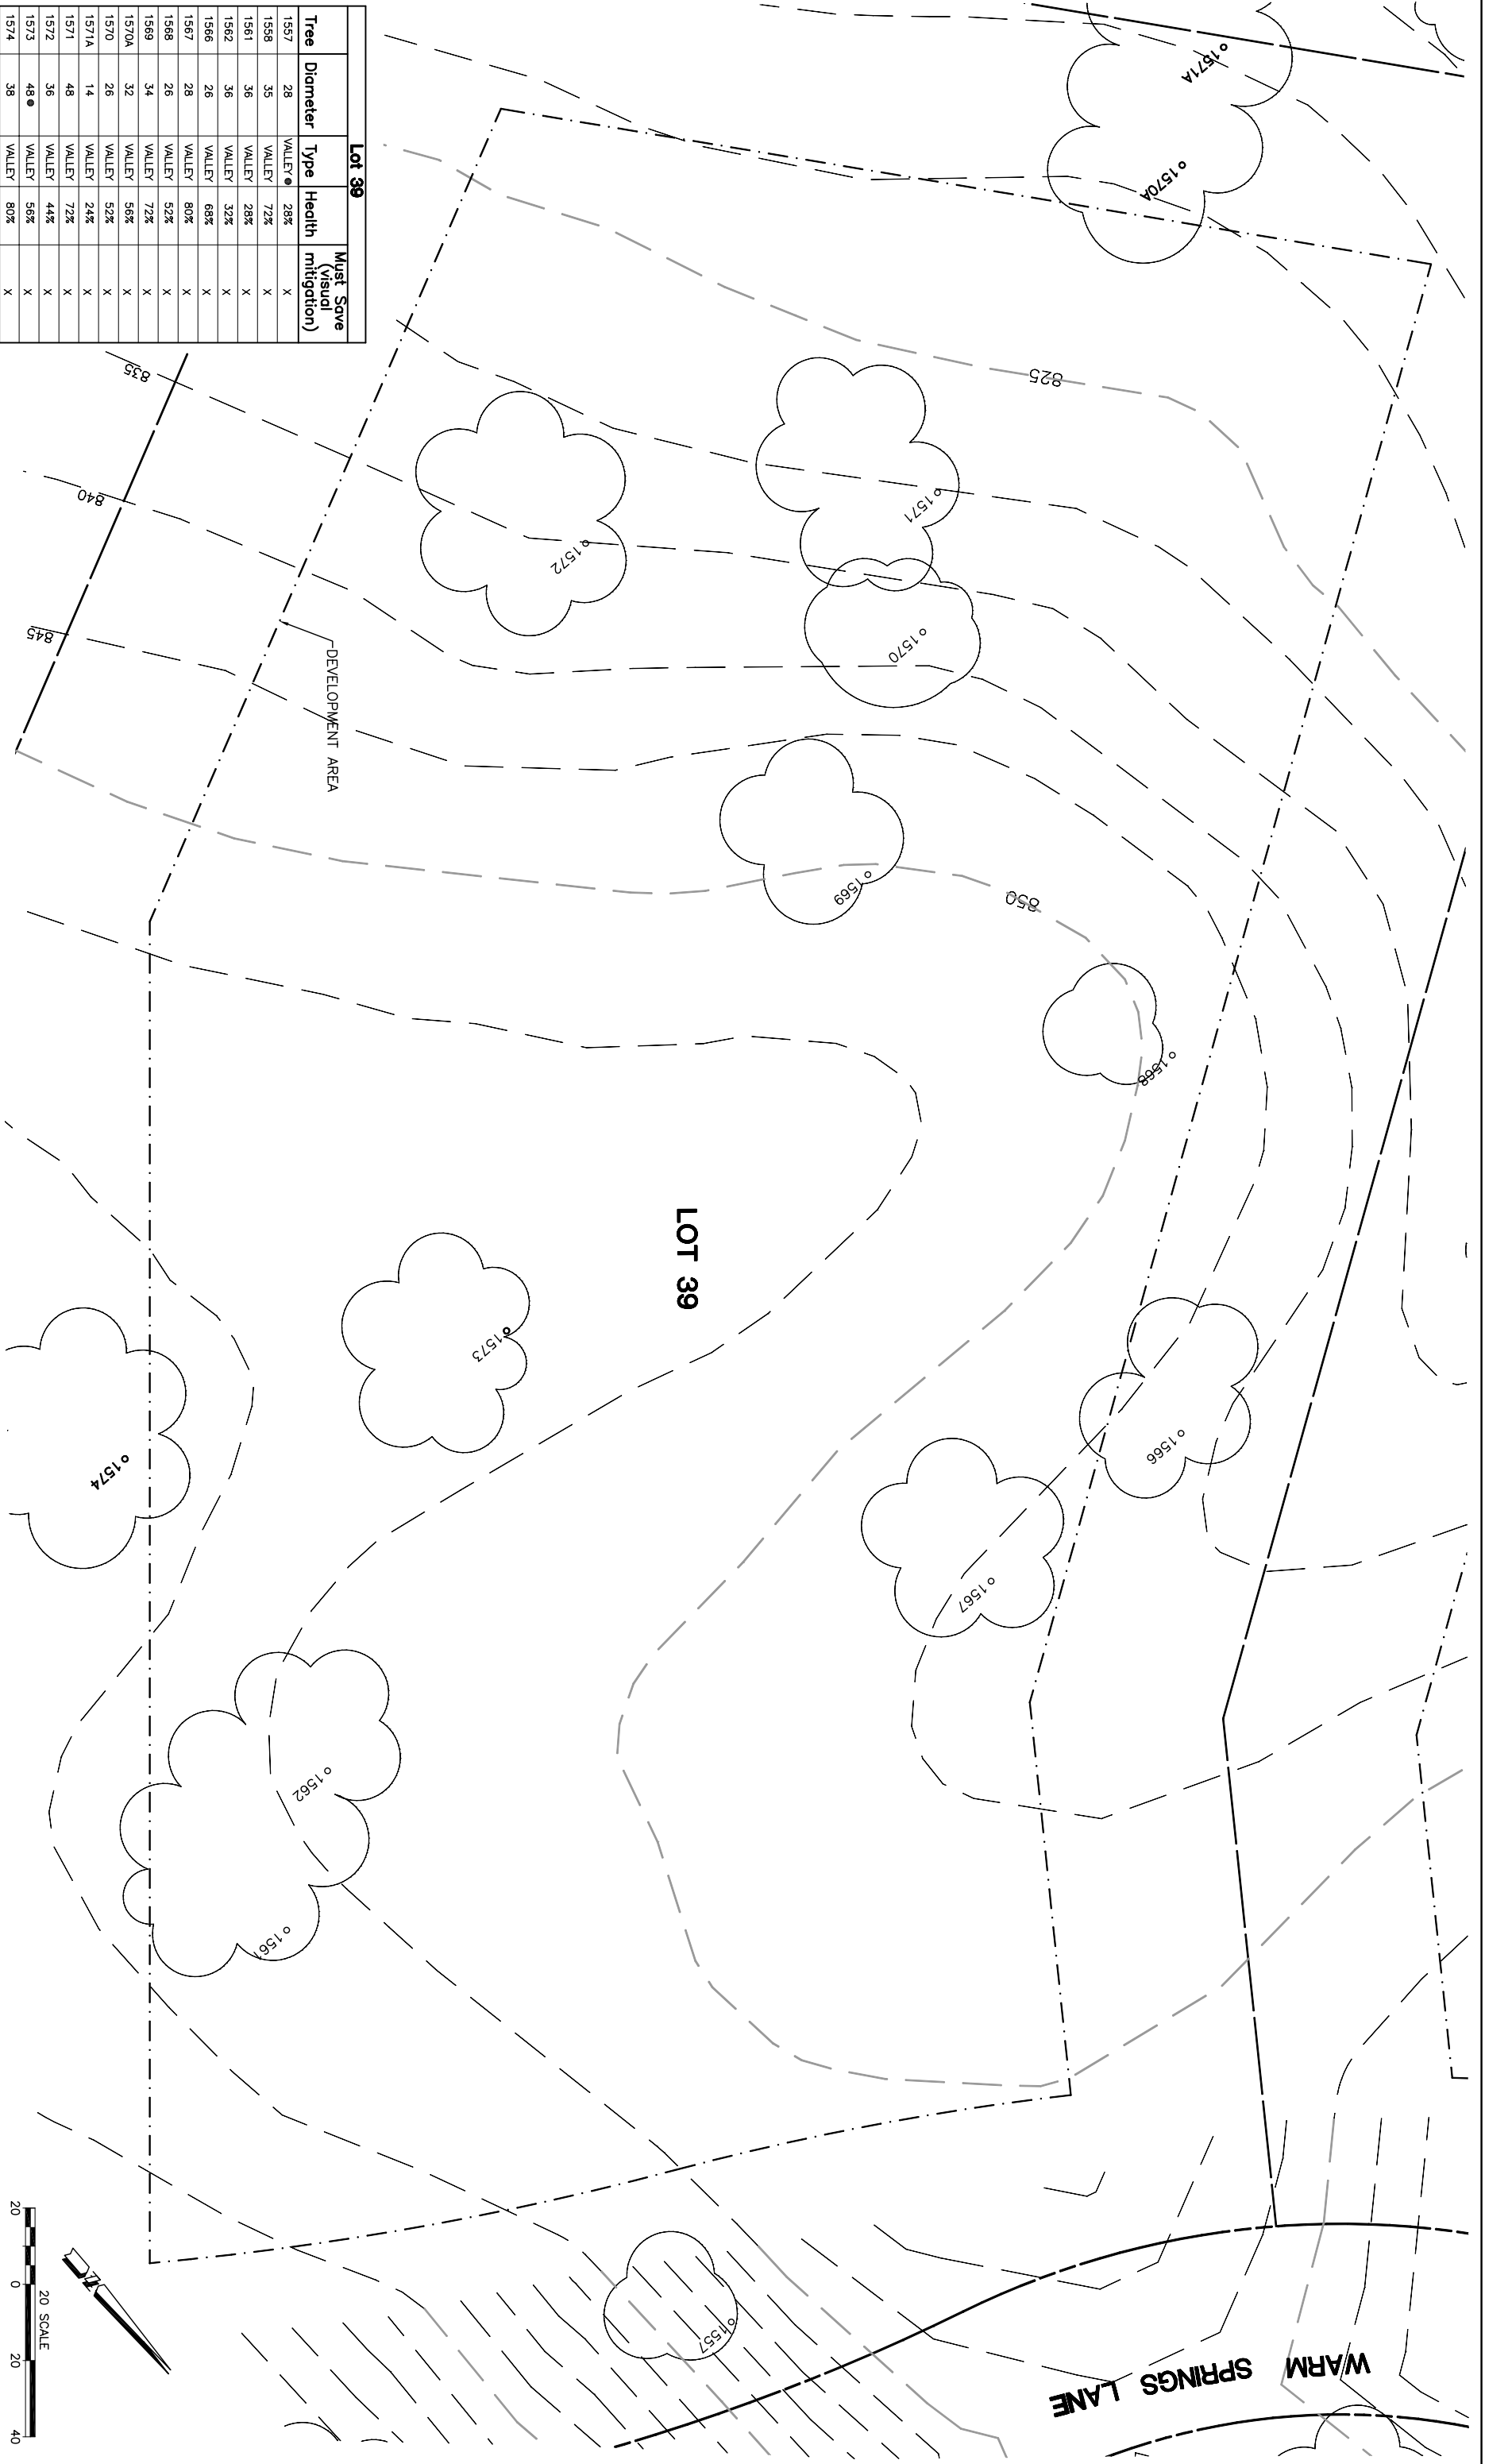 Lot 39
Tree Diameter Type Health Must Save (visual mitigation)
1557 28 VALLEY 28% X
1558 35 VALLEY 72% X
1561 36 VALLEY 28% X
1562 36 VALLEY 32% X
1566 26 VALLEY 68% X
1567 28 VALLEY 80% X
1568 26 VALLEY 52% X
1569 34 VALLEY 72% X
1570A 32 VALLEY 56% X
1570 26 VALLEY 52% X
1571A 14 VALLEY 24% X
1571 48 VALLEY 72% X
1572 36 VALLEY 44% X
1573 48 VALLEY 56% X
1574 38 VALLEY 80% X
1571A
1570A
825
835
840
845
1571
1572
1570
DEVELOPMENT AREA
1569
850
1568
LOT 39
1573
1574
1566
1567
1562
1561
1557
WARM SPRINGS LANE
N
20 0 20 40
20 SCALE